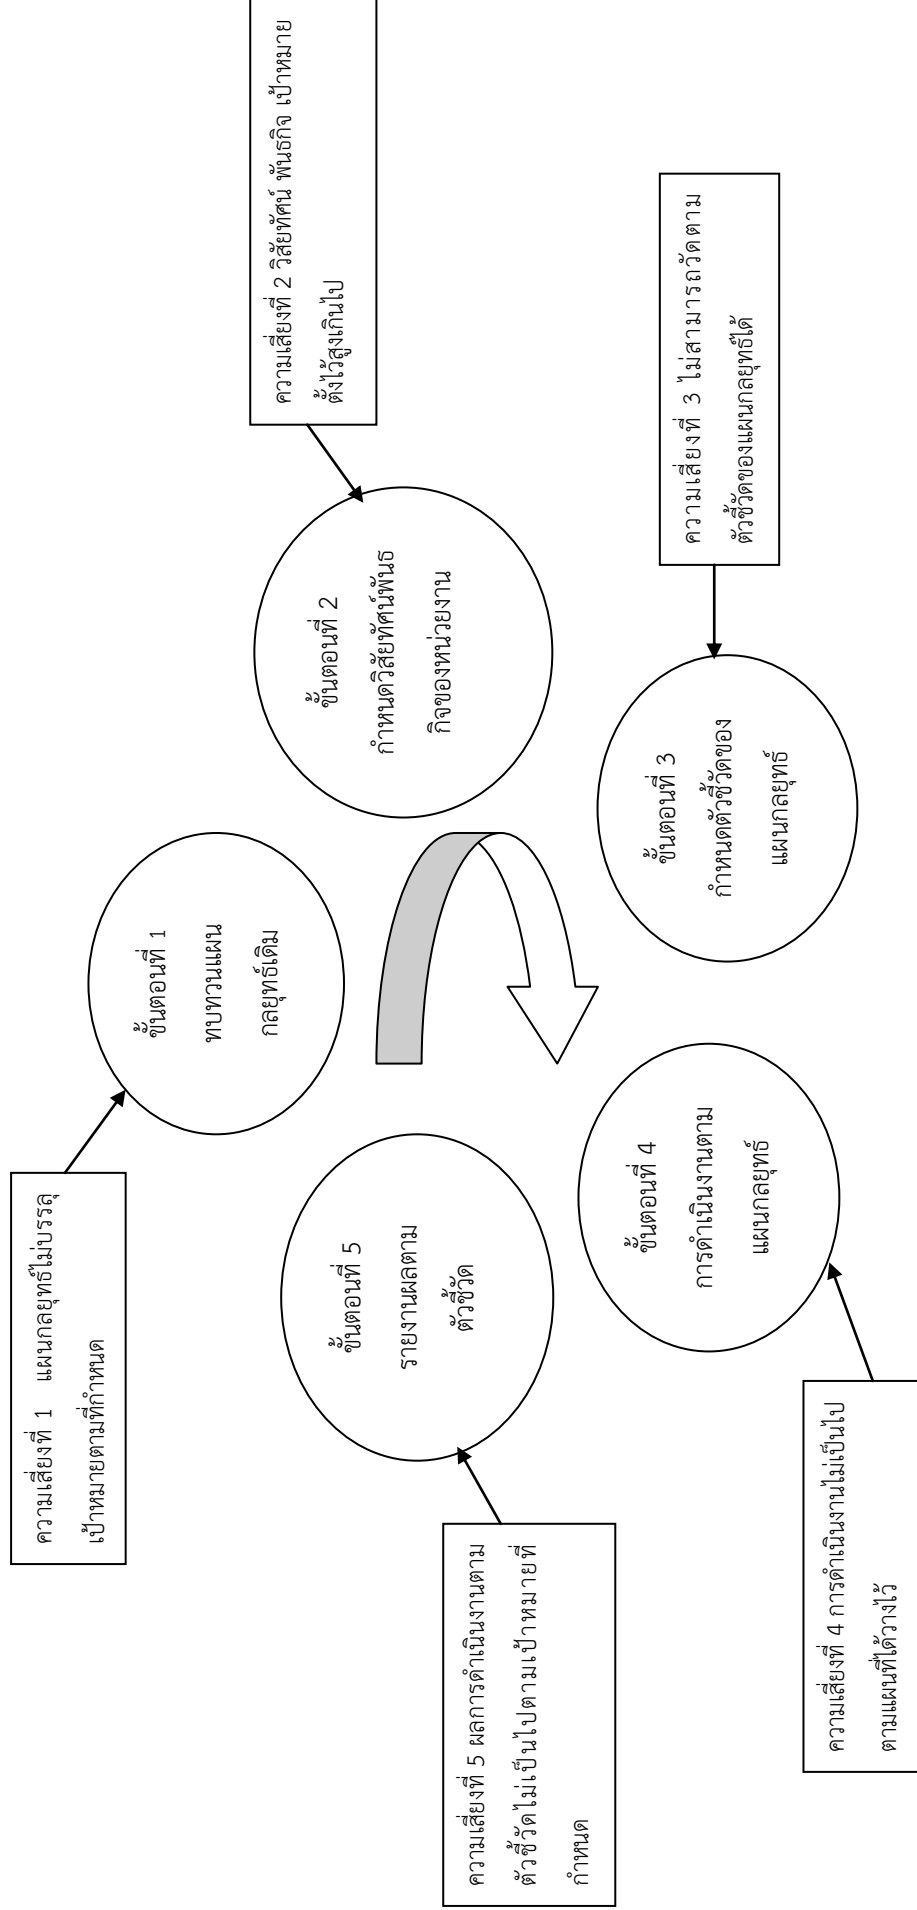 ความเสี่ยงที่ 1 แผนกลยุทธ์ไม่บรรลุ
เป้าหมายตามที่กำหนด
ขั้นตอนที่ 1
ทบทวนแผน
กลยุทธ์เดิม
ความเสี่ยงที่ 2 วิสัยทัศน์ พันธกิจ เป้าหมาย
ตั้งไว้สูงเกินไป
ขั้นตอนที่ 2
กำหนดวิสัยทัศน์พันธ
กิจของหน่วยงาน
ความเสี่ยงที่ 3 ไม่สามารถวัดตาม
ตัวชี้วัดของแผนกลยุทธ์ได้
ขั้นตอนที่ 3
กำหนดตัวชี้วัดของ
แผนกลยุทธ์
ขั้นตอนที่ 4
การดำเนินงานตาม
แผนกลยุทธ์
ความเสี่ยงที่ 4 การดำเนินงานไม่เป็นไป
ตามแผนที่ได้วางไว้
ขั้นตอนที่ 5
รายงานผลตาม
ตัวชี้วัด
ความเสี่ยงที่ 5 ผลการดำเนินงานตาม
ตัวชี้วัดไม่เป็นไปตามเป้าหมายที่
กำหนด